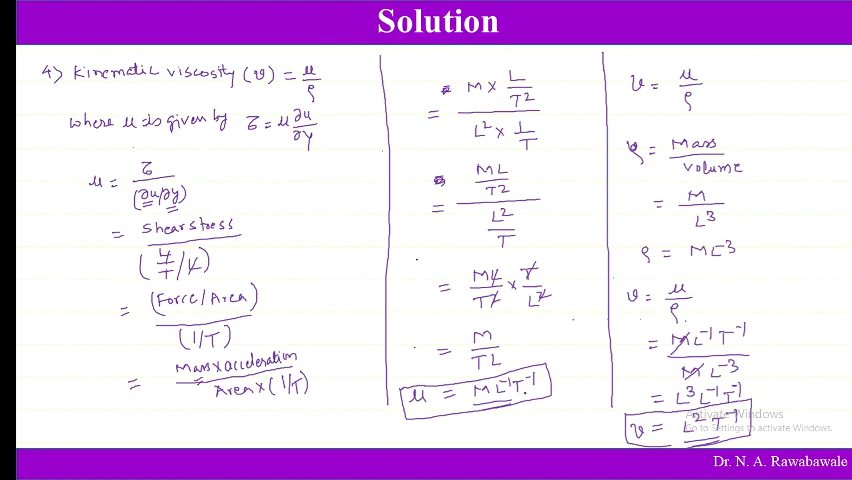 Solution
4) Kinematic viscosity (υ) = μ/ρ
where μ is given by τ = μ ∂u/∂y
μ = τ/(∂u/∂y)
= Shear stress/(L/T/L)
= (Force/Area)/(1/T)
= Mass x acceleration/Area x (1/T)
= M x L/T2 / L2 x 1/T
= ML/T2 / L2/T
= ML/T2 x T/L2
= M/TL
μ = ML-1T-1
υ = μ/ρ
ρ = Mass/volume
= M/L3
ρ = ML-3
υ = μ/ρ
= ML-1T-1/ML-3
= L3L-1T-1
υ = L2T-1
Activate Windows
Go to Settings to activate Windows.
Dr. N. A. Rawabawale